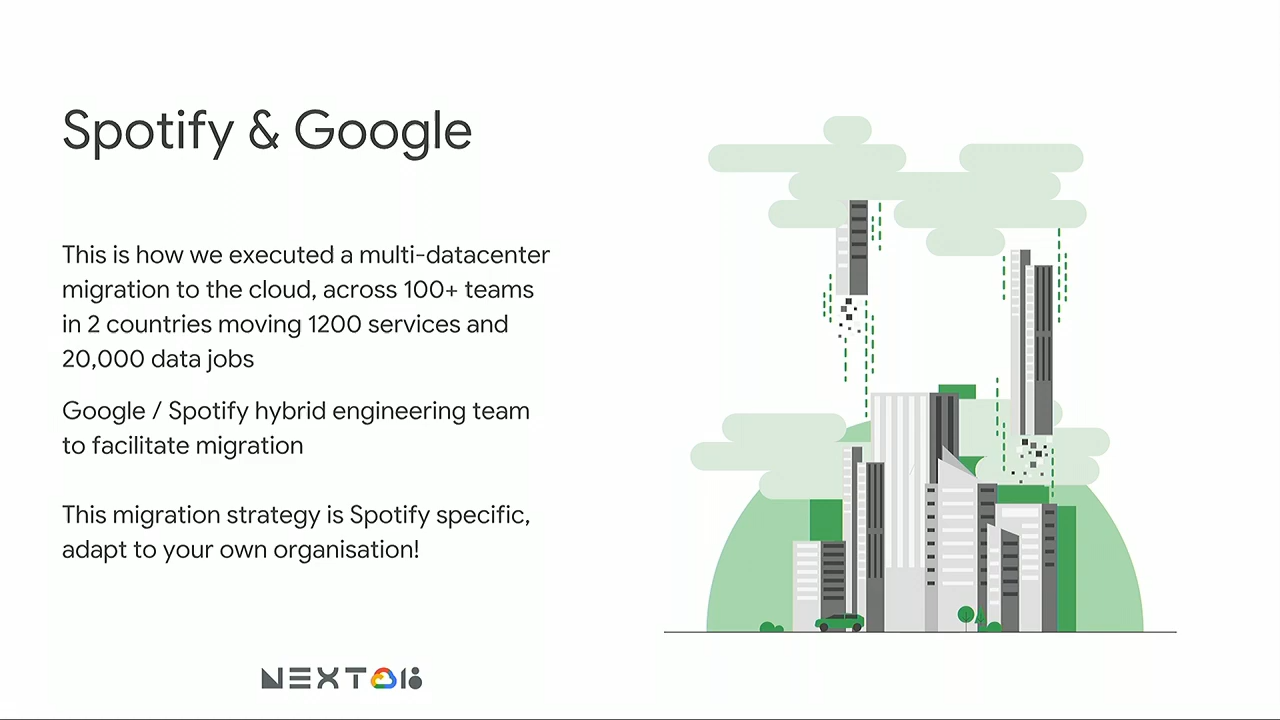 Spotify & Google
This is how we executed a multi-datacenter
migration to the cloud, across 100+ teams
in 2 countries moving 1200 services and
20,000 data jobs
Google / Spotify hybrid engineering team
to facilitate migration
This migration strategy is Spotify specific,
adapt to your own organisation!
NEXT 18